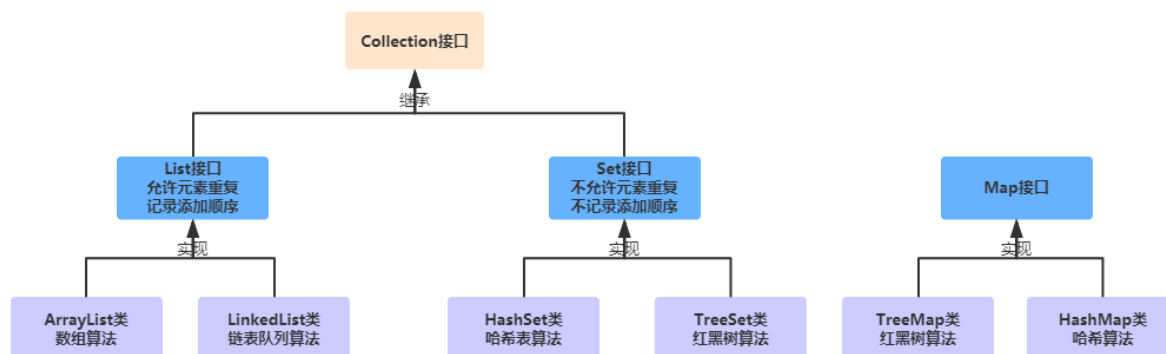 Collection接口
继承
List接口
允许元素重复
记录添加顺序
Set接口
不允许元素重复
不记录添加顺序
Map接口
实现
实现
实现
ArrayList类
数组算法
LinkedList类
链表队列算法
HashSet类
哈希表算法
TreeSet类
红黑树算法
TreeMap类
红黑树算法
HashMap类
哈希算法